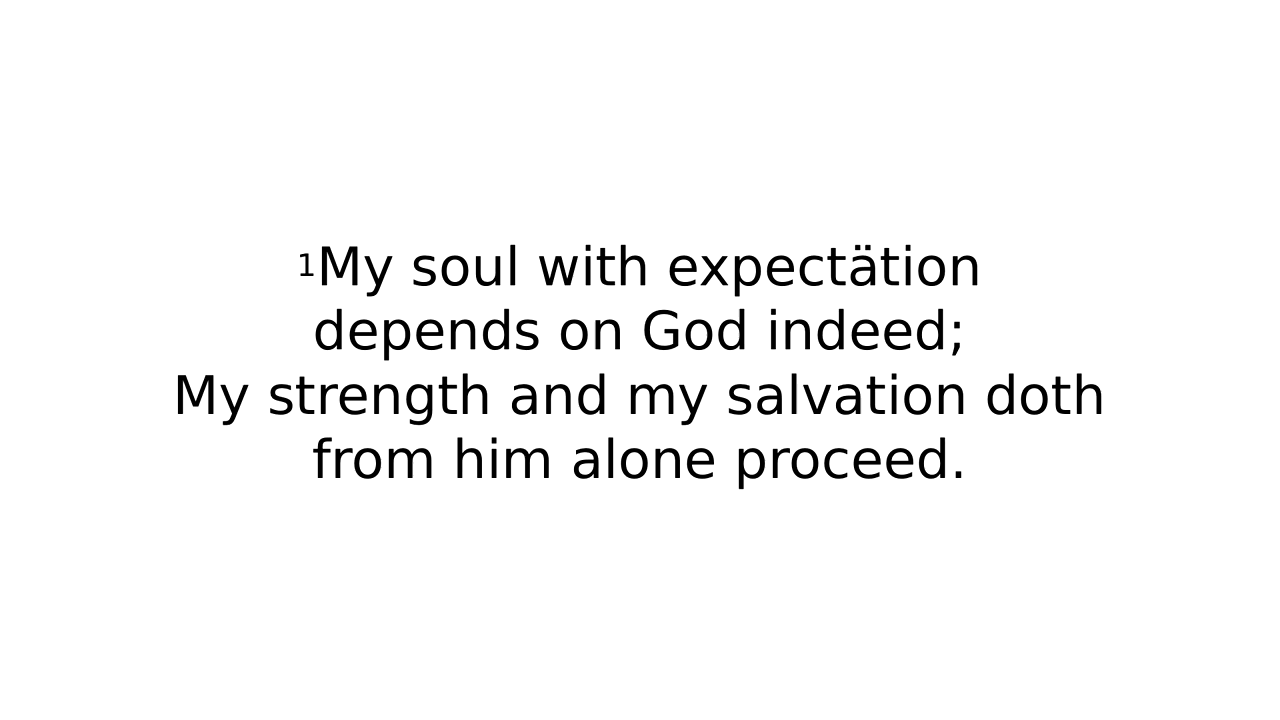 ¹My soul with expectätion
depends on God indeed;
My strength and my salvation doth
from him alone proceed.